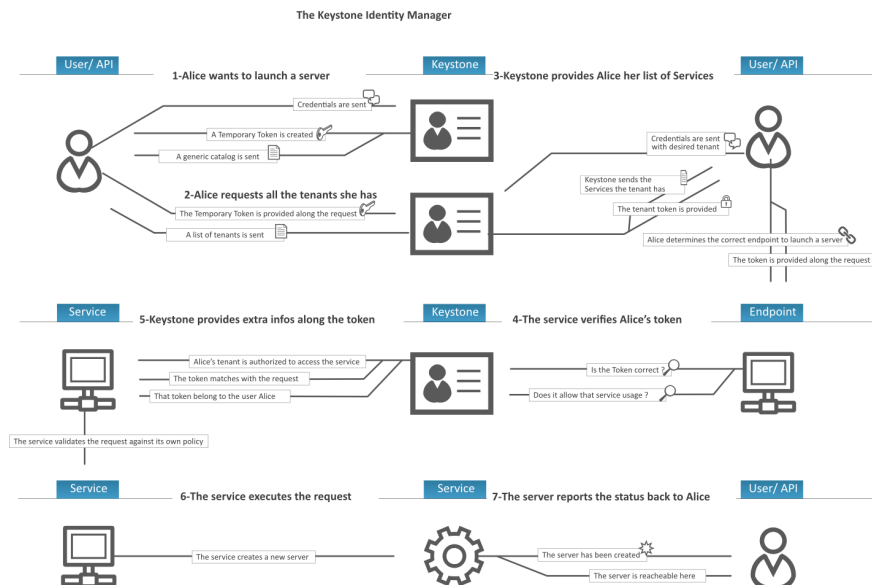 The Keystone Identity Manager
User/ API
1-Alice wants to launch a server
Keystone
3-Keystone provides Alice her list of Services
User/ API
Credentials are sent
A Temporary Token is created
A generic catalog is sent
2-Alice requests all the tenants she has
The Temporary Token is provided along the request
A list of tenants is sent
Credentials are sent
with desired tenant
Keystone sends the
Services the tenant has
The tenant token is provided
Alice determines the correct endpoint to launch a server
The token is provided along the request
Service
5-Keystone provides extra infos along the token
Keystone
4-The service verifies Alice's token
Endpoint
Alice's tenant is authorized to access the service
The token matches with the request
That token belong to the user Alice
Is the Token correct ?
Does it allow that service usage ?
The service validates the request against its own policy
Service
6-The service executes the request
Service
7-The server reports the status back to Alice
User/ API
The service creates a new server
The server has been created
The server is reacheable here